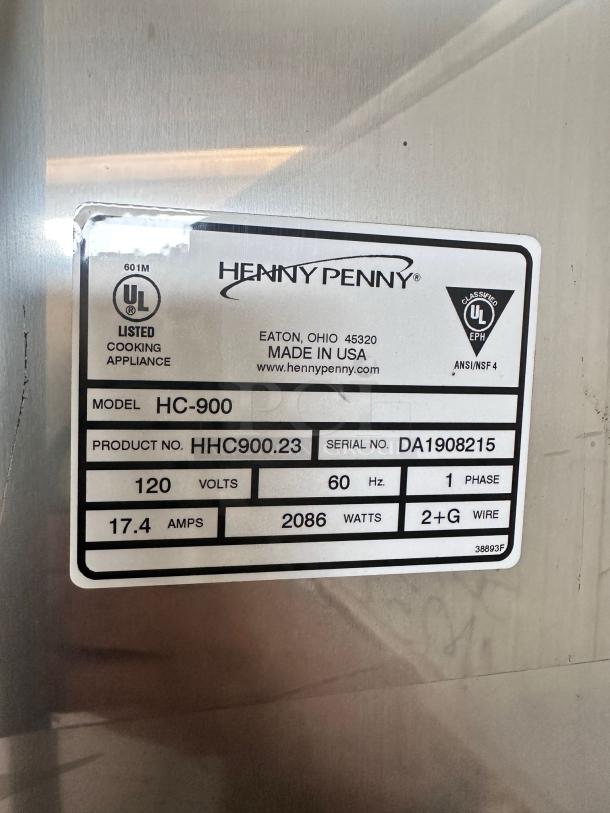 601M
UL
®
LISTED
COOKING
APPLIANCE
HENNY PENNY®
EATON, OHIO 45320
MADE IN USA
www.hennypenny.com
CLASSIFIED
UL
EPH
ANSI/NSF 4
MODEL HC-900
PRODUCT NO. HHC900.23 SERIAL NO. DA1908215
120 VOLTS 60 Hz. 1 PHASE
17.4 AMPS 2086 WATTS 2+G WIRE
38893F